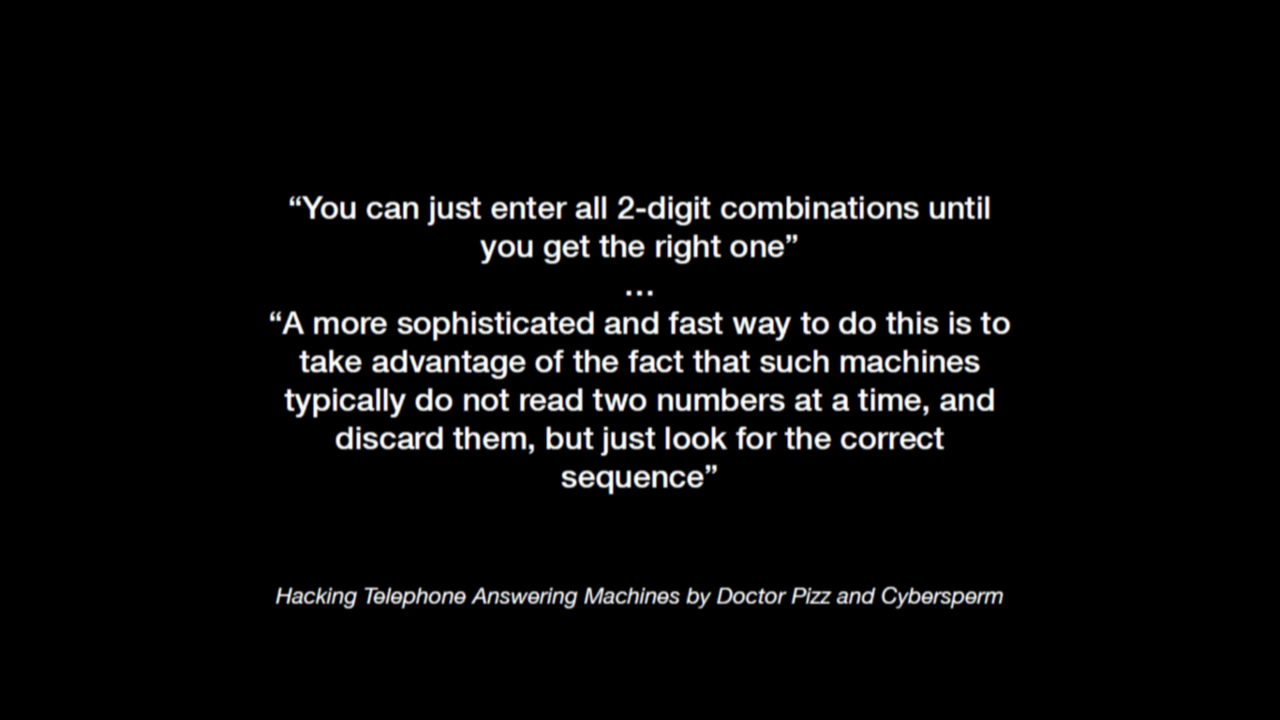 “You can just enter all 2-digit combinations until
you get the right one”
…
“A more sophisticated and fast way to do this is to
take advantage of the fact that such machines
typically do not read two numbers at a time, and
discard them, but just look for the correct
sequence”
Hacking Telephone Answering Machines by Doctor Pizz and Cybersperm